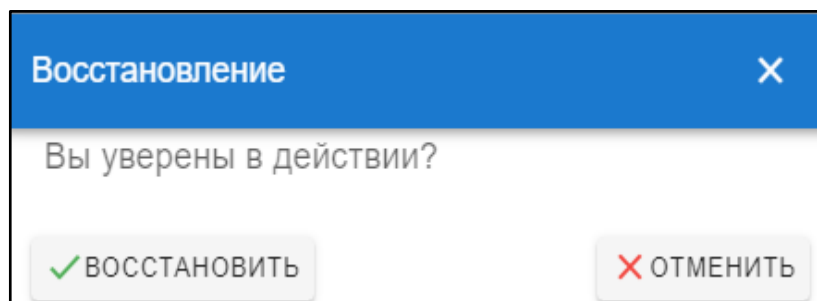 Восстановление
Вы уверены в действии?
ВОССТАНОВИТЬ
ОТМЕНИТЬ